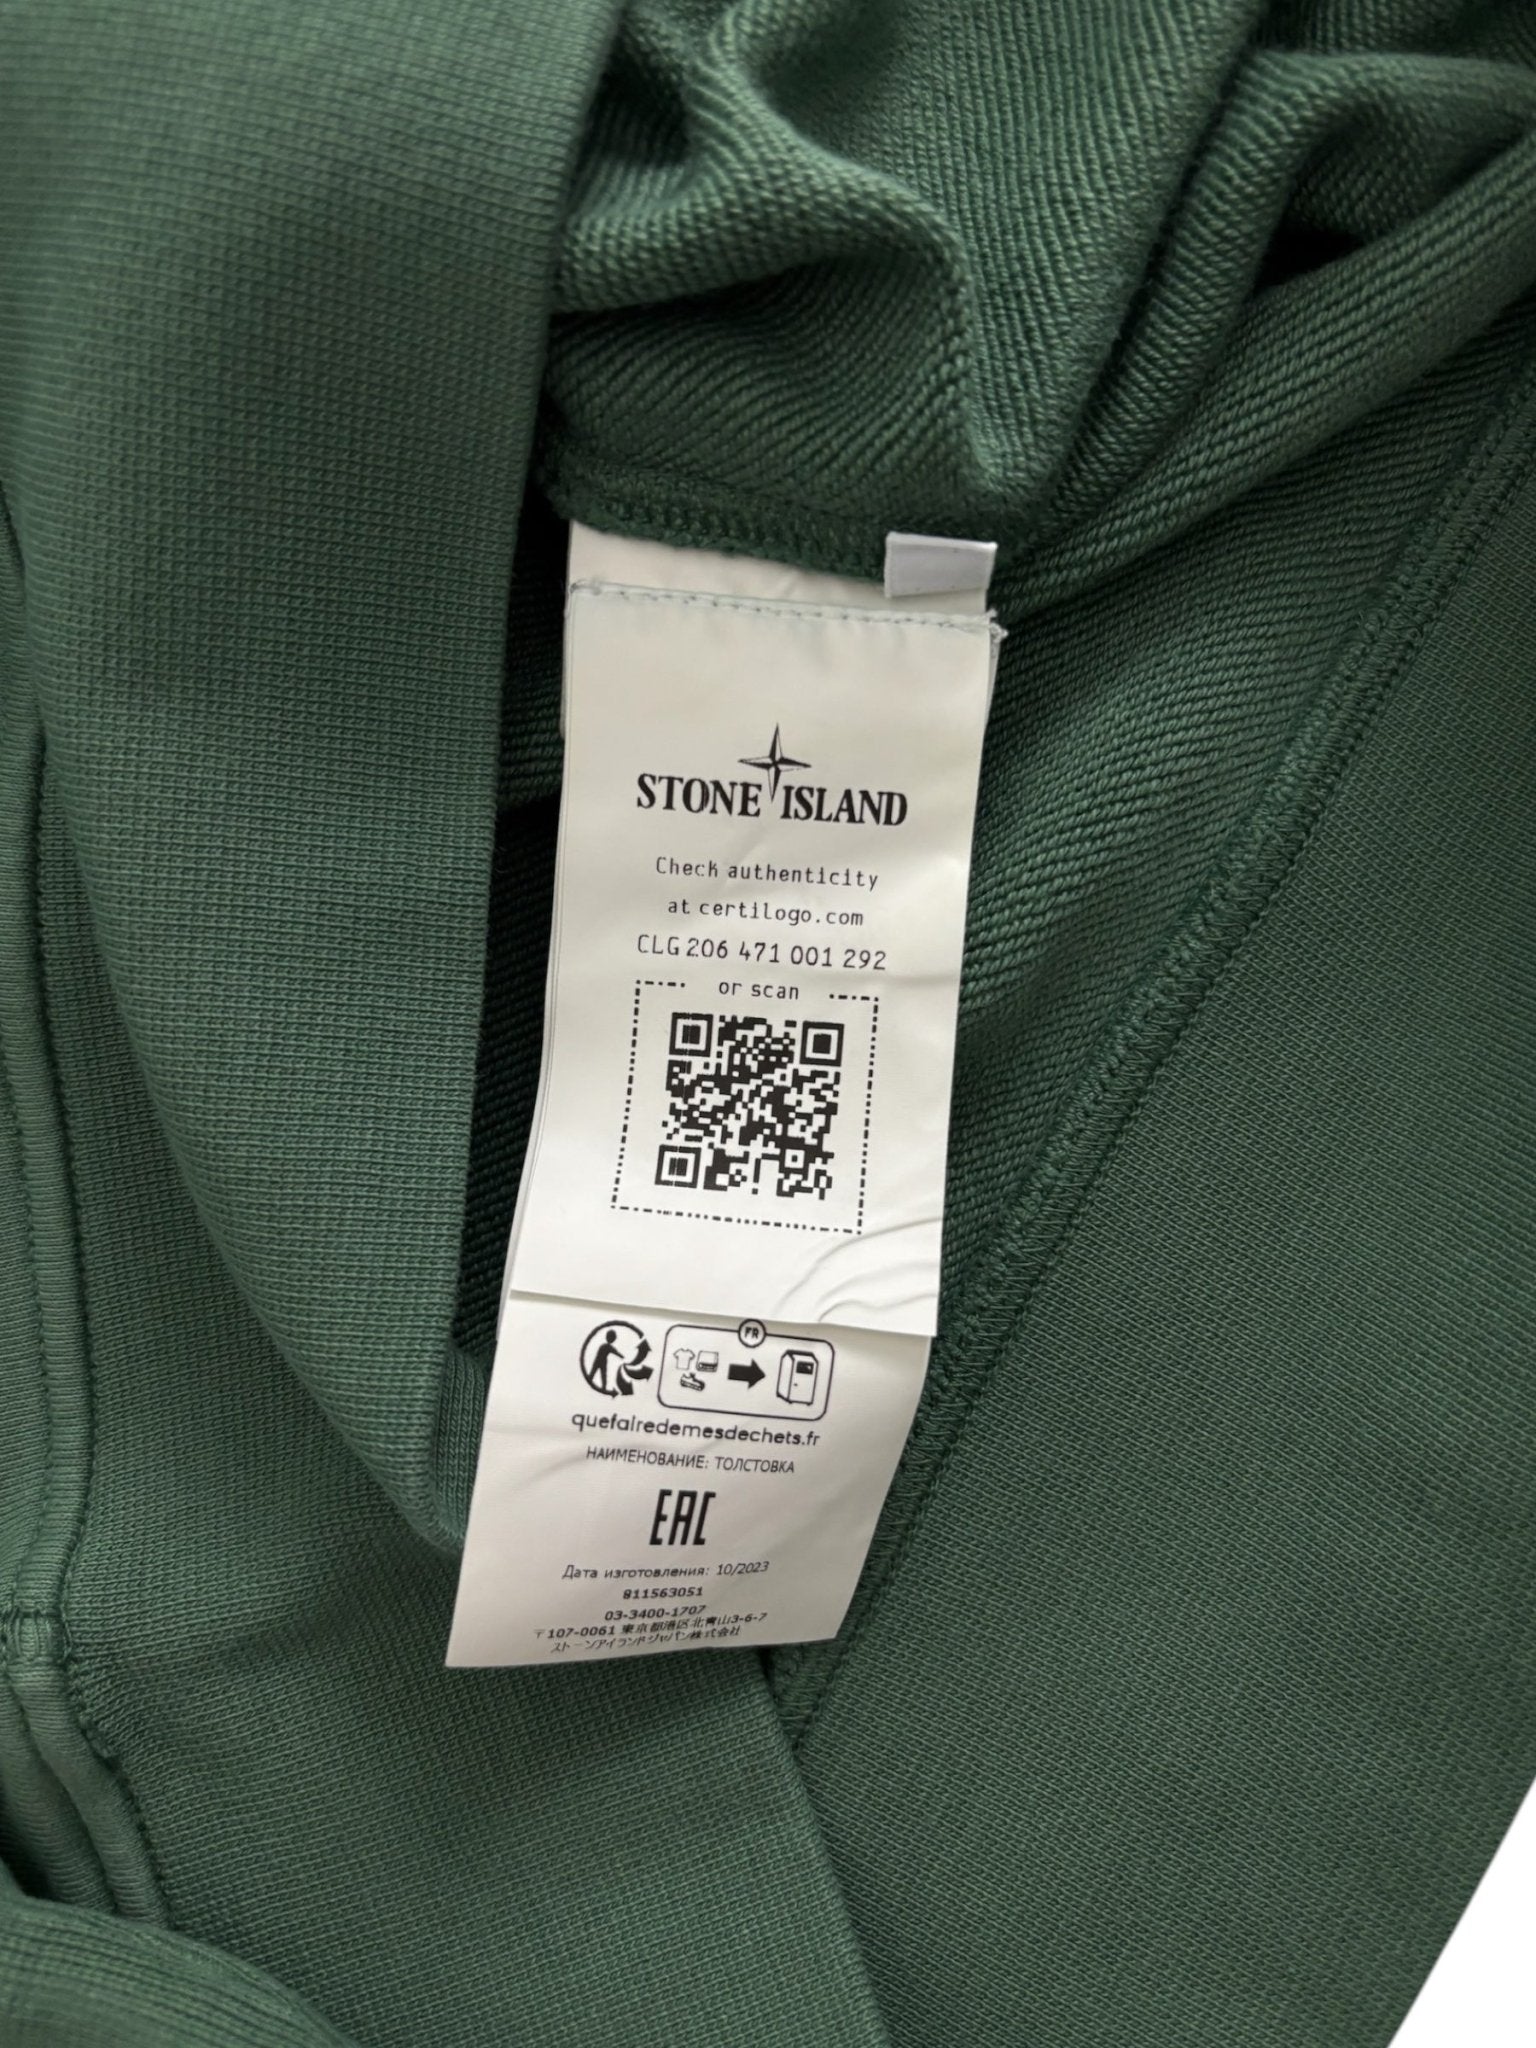 STONE ISLAND
Check authenticity
at certilogo.com
CLG 206 471 001 292
or scan
FR
quefairedemesdechets.fr
НАИМЕНОВАНИЕ: ТОЛСТОВКА
EAC
Дата изготовления: 10/2023
811563051
03-3400-1707
〒107-0061 東京都港区北青山3-6-7
ストーンアイランドジャパン株式会社